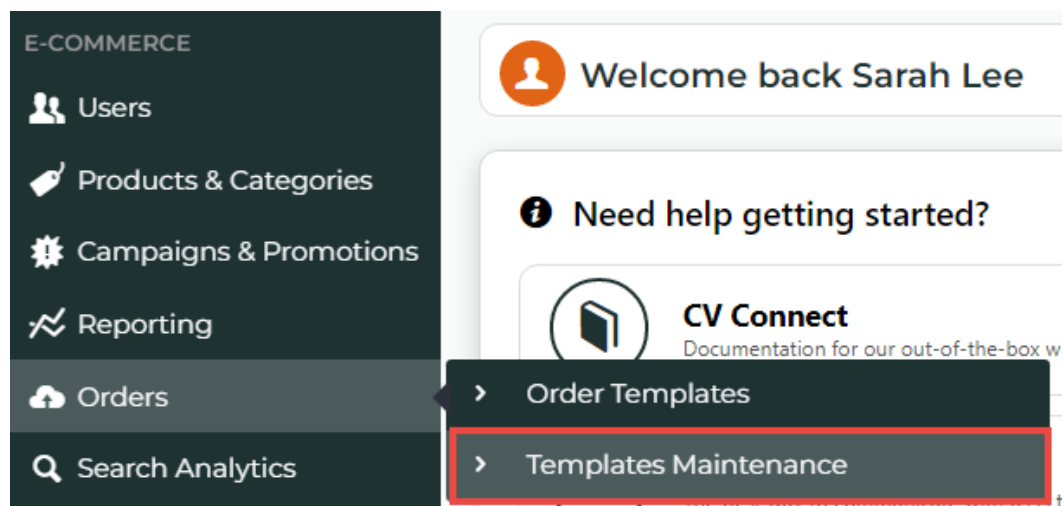 E-COMMERCE
Users
Products & Categories
Campaigns & Promotions
Reporting
Orders
Search Analytics
Welcome back Sarah Lee
Need help getting started?
CV Connect
Documentation for our out-of-the-box w
Order Templates
Templates Maintenance